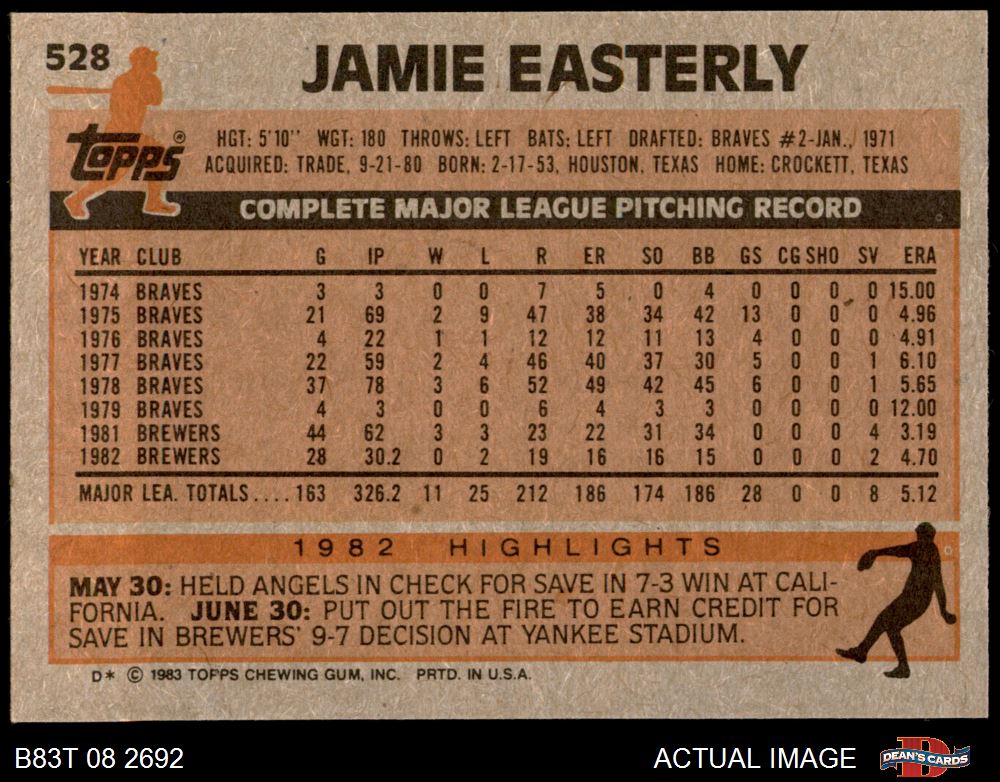 528 JAMIE EASTERLY
topps®
HGT: 5'10" WGT: 180 THROWS: LEFT BATS: LEFT DRAFTED: BRAVES #2-JAN., 1971
ACQUIRED: TRADE, 9-21-80 BORN: 2-17-53, HOUSTON, TEXAS HOME: CROCKETT, TEXAS
COMPLETE MAJOR LEAGUE PITCHING RECORD
YEAR CLUB G IP W L R ER SO BB GS CG SHO SV ERA
1974 BRAVES 3 3 0 0 7 5 0 4 0 0 0 0 15.00
1975 BRAVES 21 69 2 9 47 38 34 42 13 0 0 0 4.96
1976 BRAVES 4 22 1 1 12 12 11 13 4 0 0 0 4.91
1977 BRAVES 22 59 2 4 46 40 37 30 5 0 0 1 6.10
1978 BRAVES 37 78 3 6 52 49 42 45 6 0 0 1 5.65
1979 BRAVES 4 3 0 0 6 4 3 3 0 0 0 0 12.00
1981 BREWERS 44 62 3 3 23 22 31 34 0 0 0 4 3.19
1982 BREWERS 28 30.2 0 2 19 16 16 15 0 0 0 2 4.70
MAJOR LEA. TOTALS.... 163 326.2 11 25 212 186 174 186 28 0 0 8 5.12
1982 HIGHLIGHTS
MAY 30: HELD ANGELS IN CHECK FOR SAVE IN 7-3 WIN AT CALI-
FORNIA. JUNE 30: PUT OUT THE FIRE TO EARN CREDIT FOR
SAVE IN BREWERS' 9-7 DECISION AT YANKEE STADIUM.
D* © 1983 TOPPS CHEWING GUM, INC. PRTD. IN U.S.A.
B83T 08 2692 ACTUAL IMAGE DEAN'S CARDS